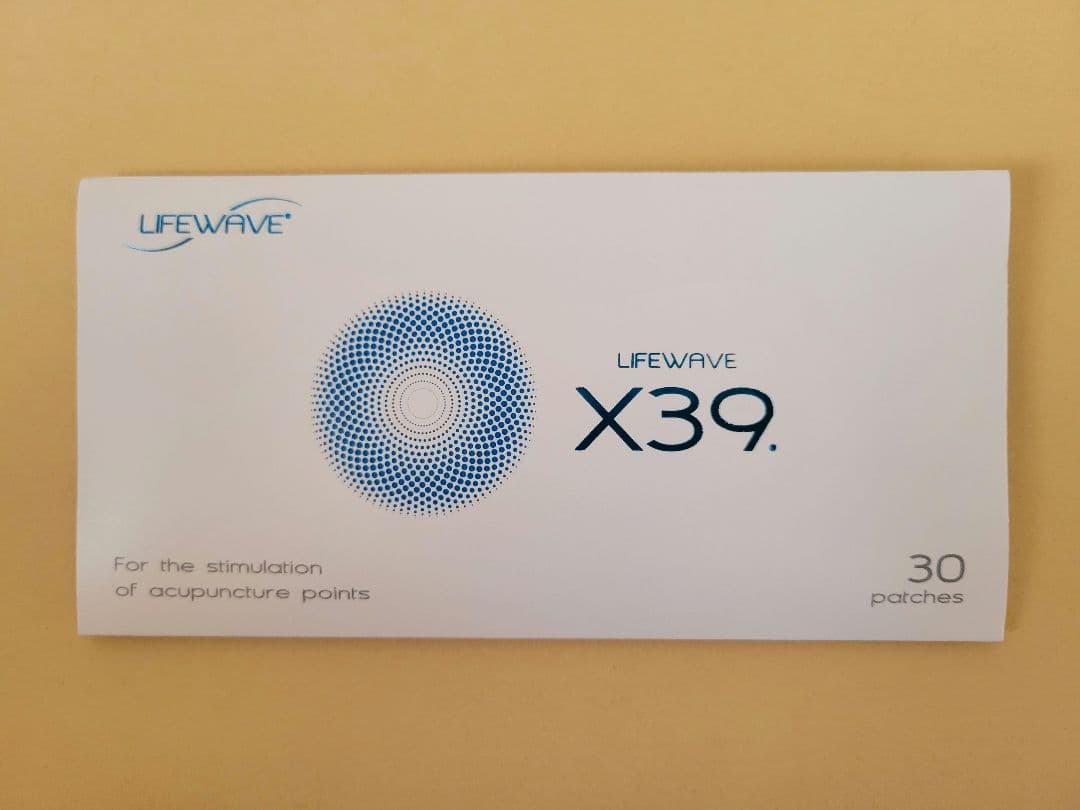 LIFEWAVE®
LIFEWAVE
X39.
For the stimulation
of acupuncture points
30
patches